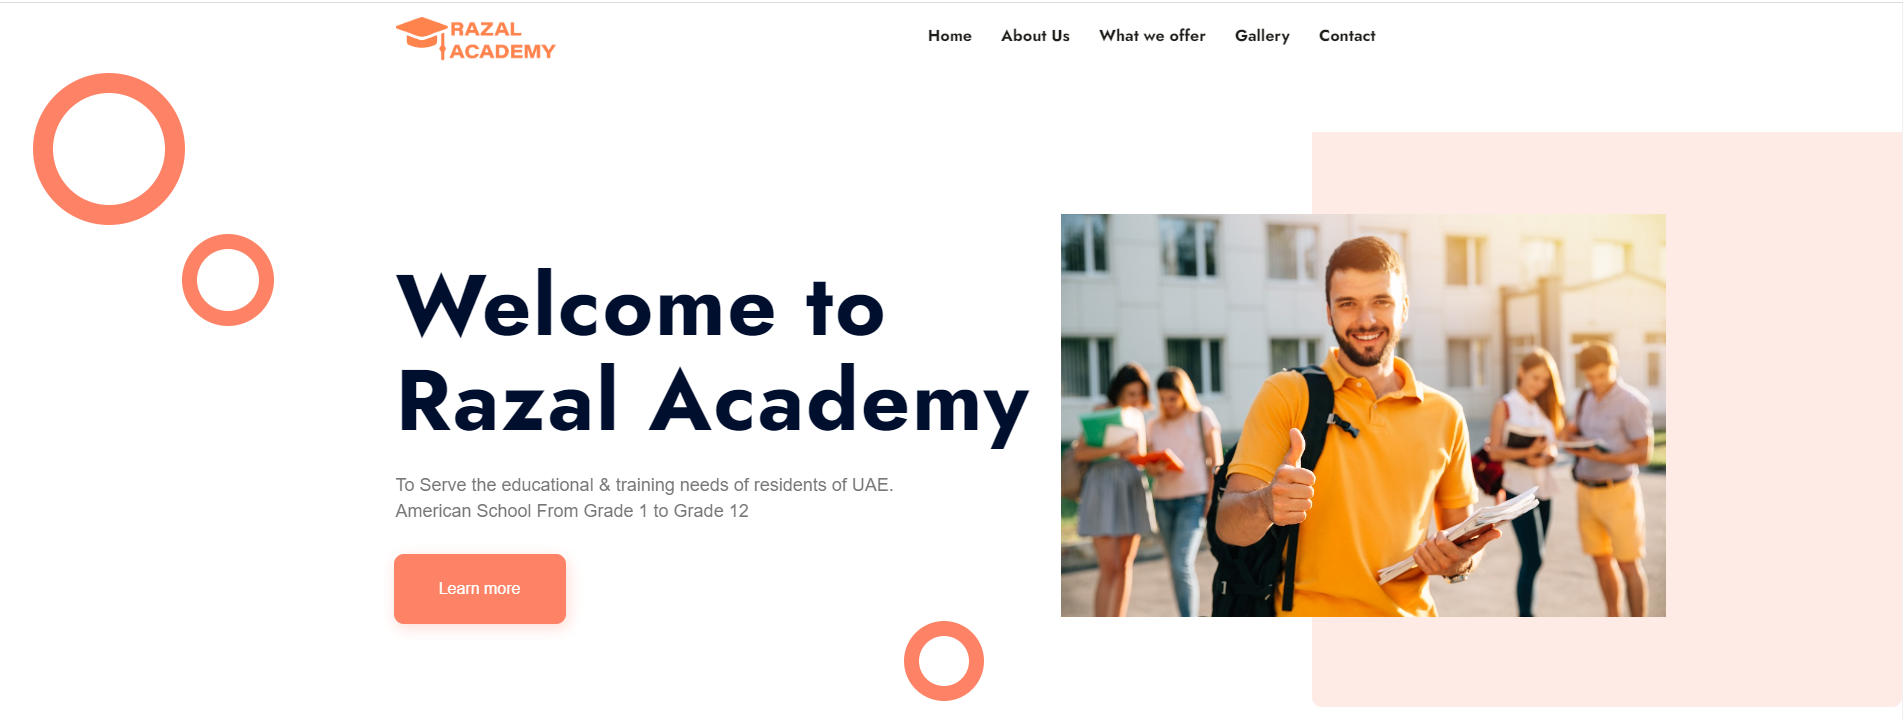 RAZAL
ACADEMY
Home About Us What we offer Gallery Contact
Welcome to
Razal Academy
To Serve the educational & training needs of residents of UAE.
American School From Grade 1 to Grade 12
Learn more